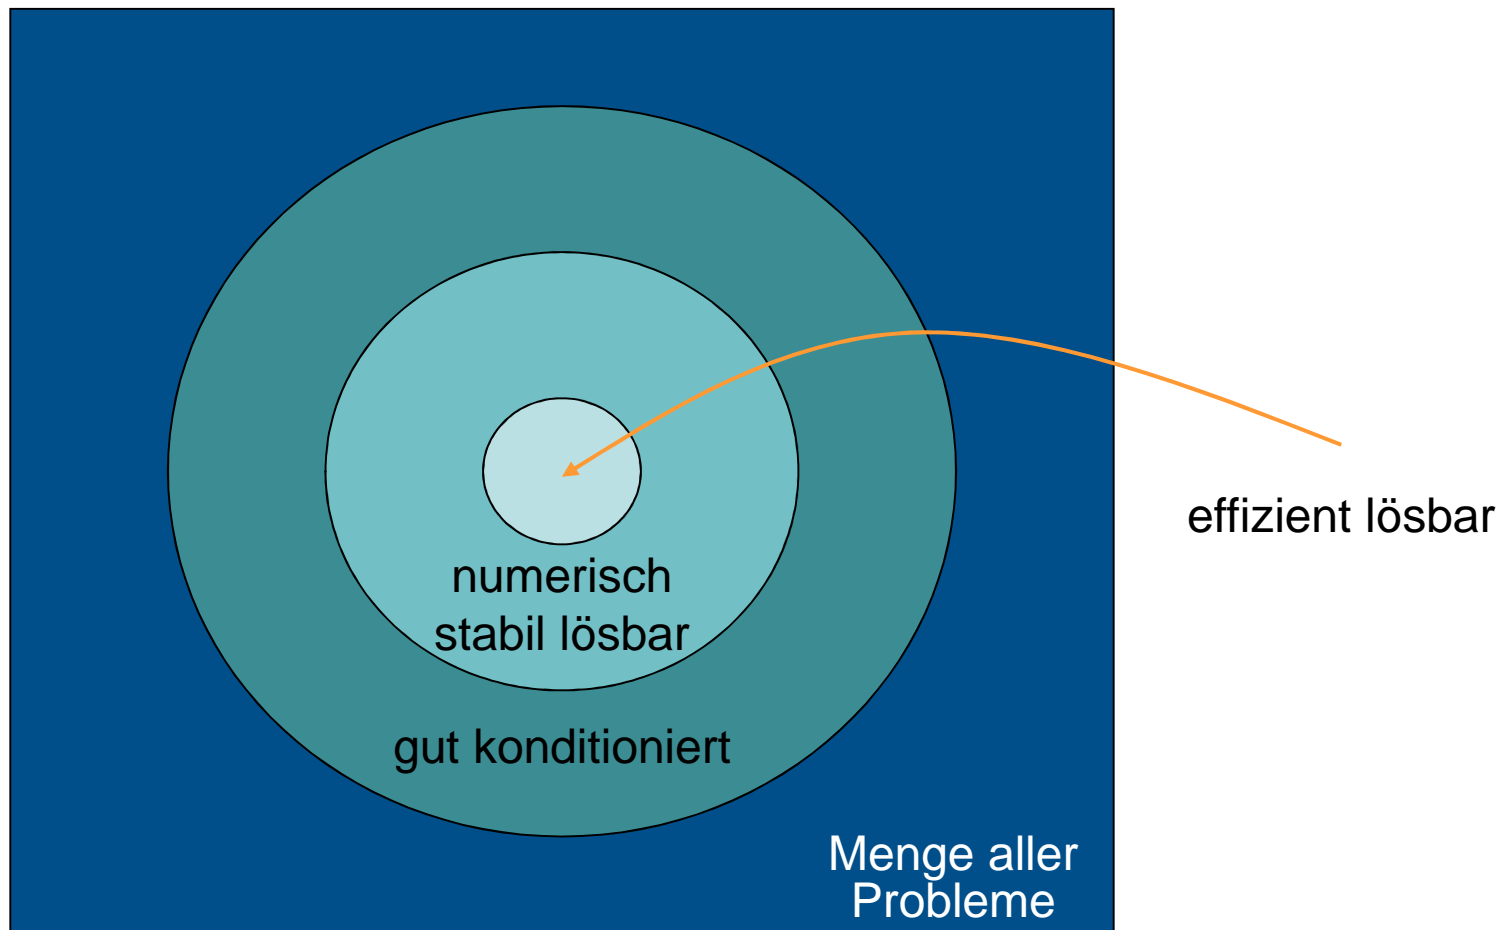 effizient lösbar
numerisch
stabil lösbar
gut konditioniert
Menge aller
Probleme